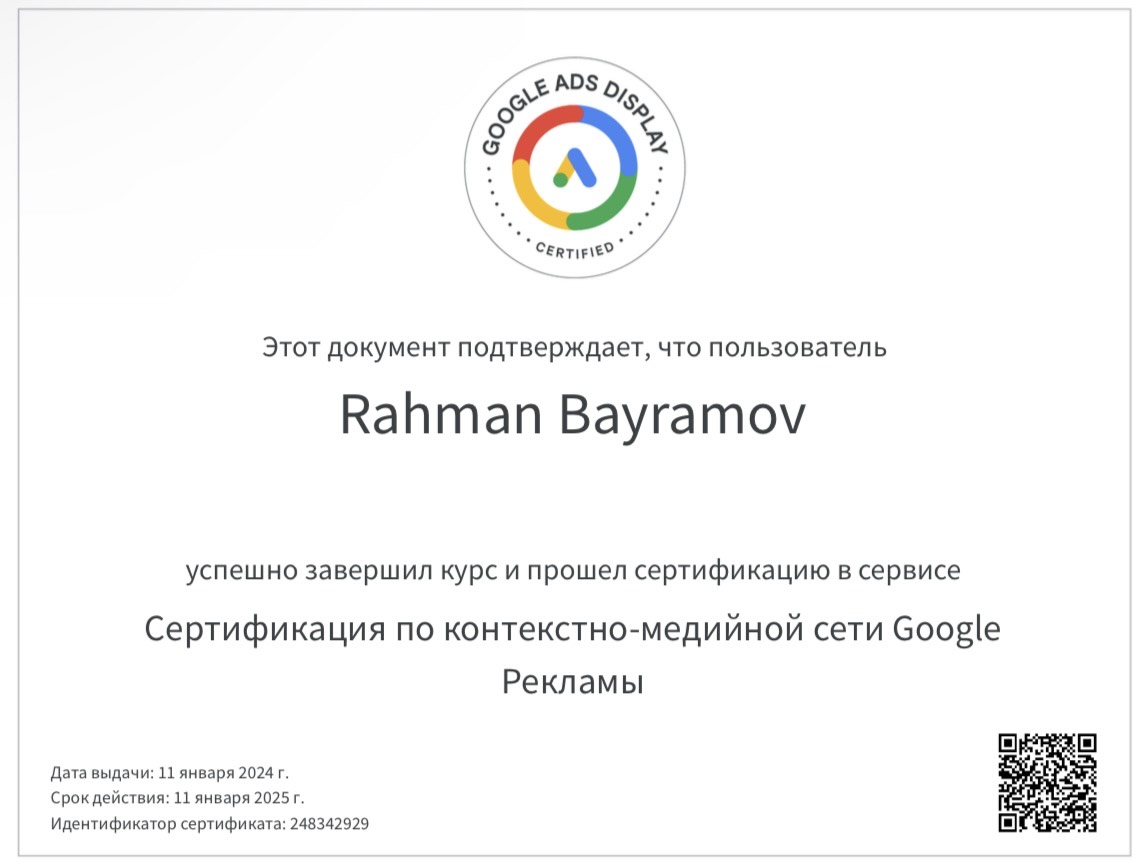 GOOGLE ADS DISPLAY
CERTIFIED
Этот документ подтверждает, что пользователь
Rahman Bayramov
успешно завершил курс и прошел сертификацию в сервисе
Сертификация по контекстно-медийной сети Google
Рекламы
Дата выдачи: 11 января 2024 г.
Срок действия: 11 января 2025 г.
Идентификатор сертификата: 248342929